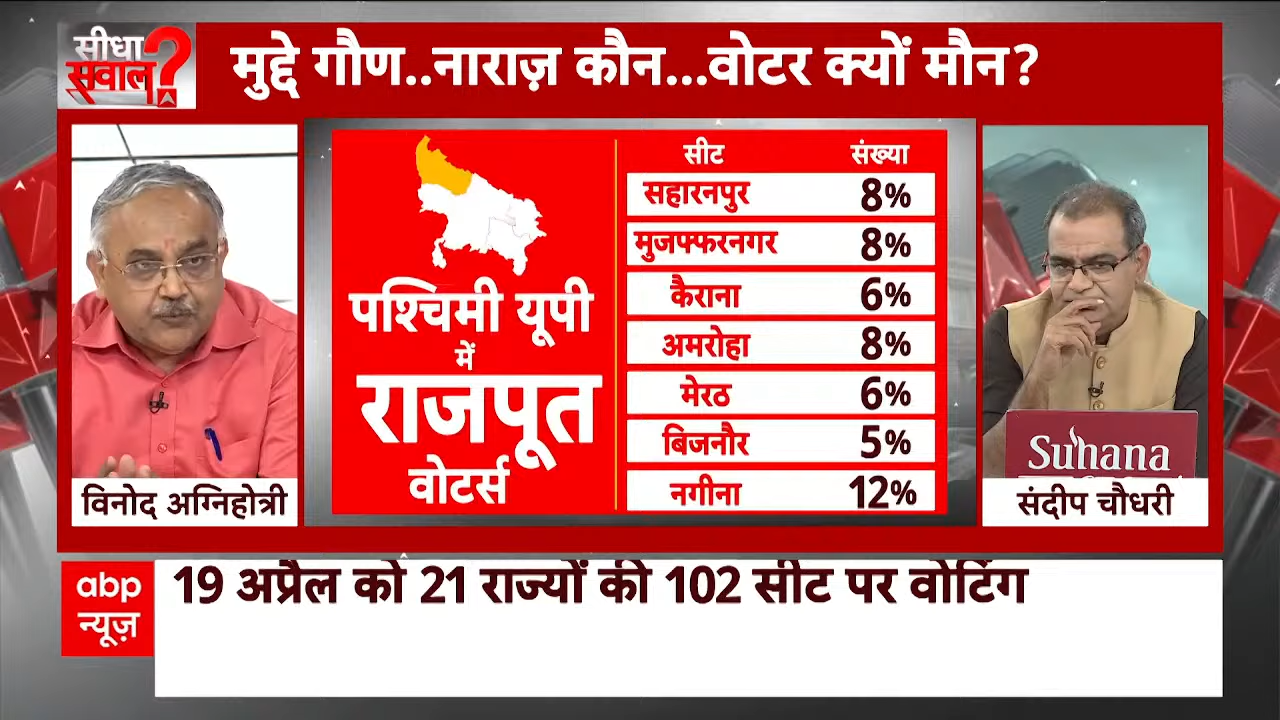 सीधा
सवाल?
मुद्दे गौण..नाराज़ कौन...वोटर क्यों मौन?
पश्चिमी यूपी
में
राजपूत
वोटर्स
सीट संख्या
सहारनपुर 8%
मुजफ्फरनगर 8%
कैराना 6%
अमरोहा 8%
मेरठ 6%
बिजनौर 5%
नगीना 12%
विनोद अग्निहोत्री
Suhana
संदीप चौधरी
abp
न्यूज़
19 अप्रैल को 21 राज्यों की 102 सीट पर वोटिंग